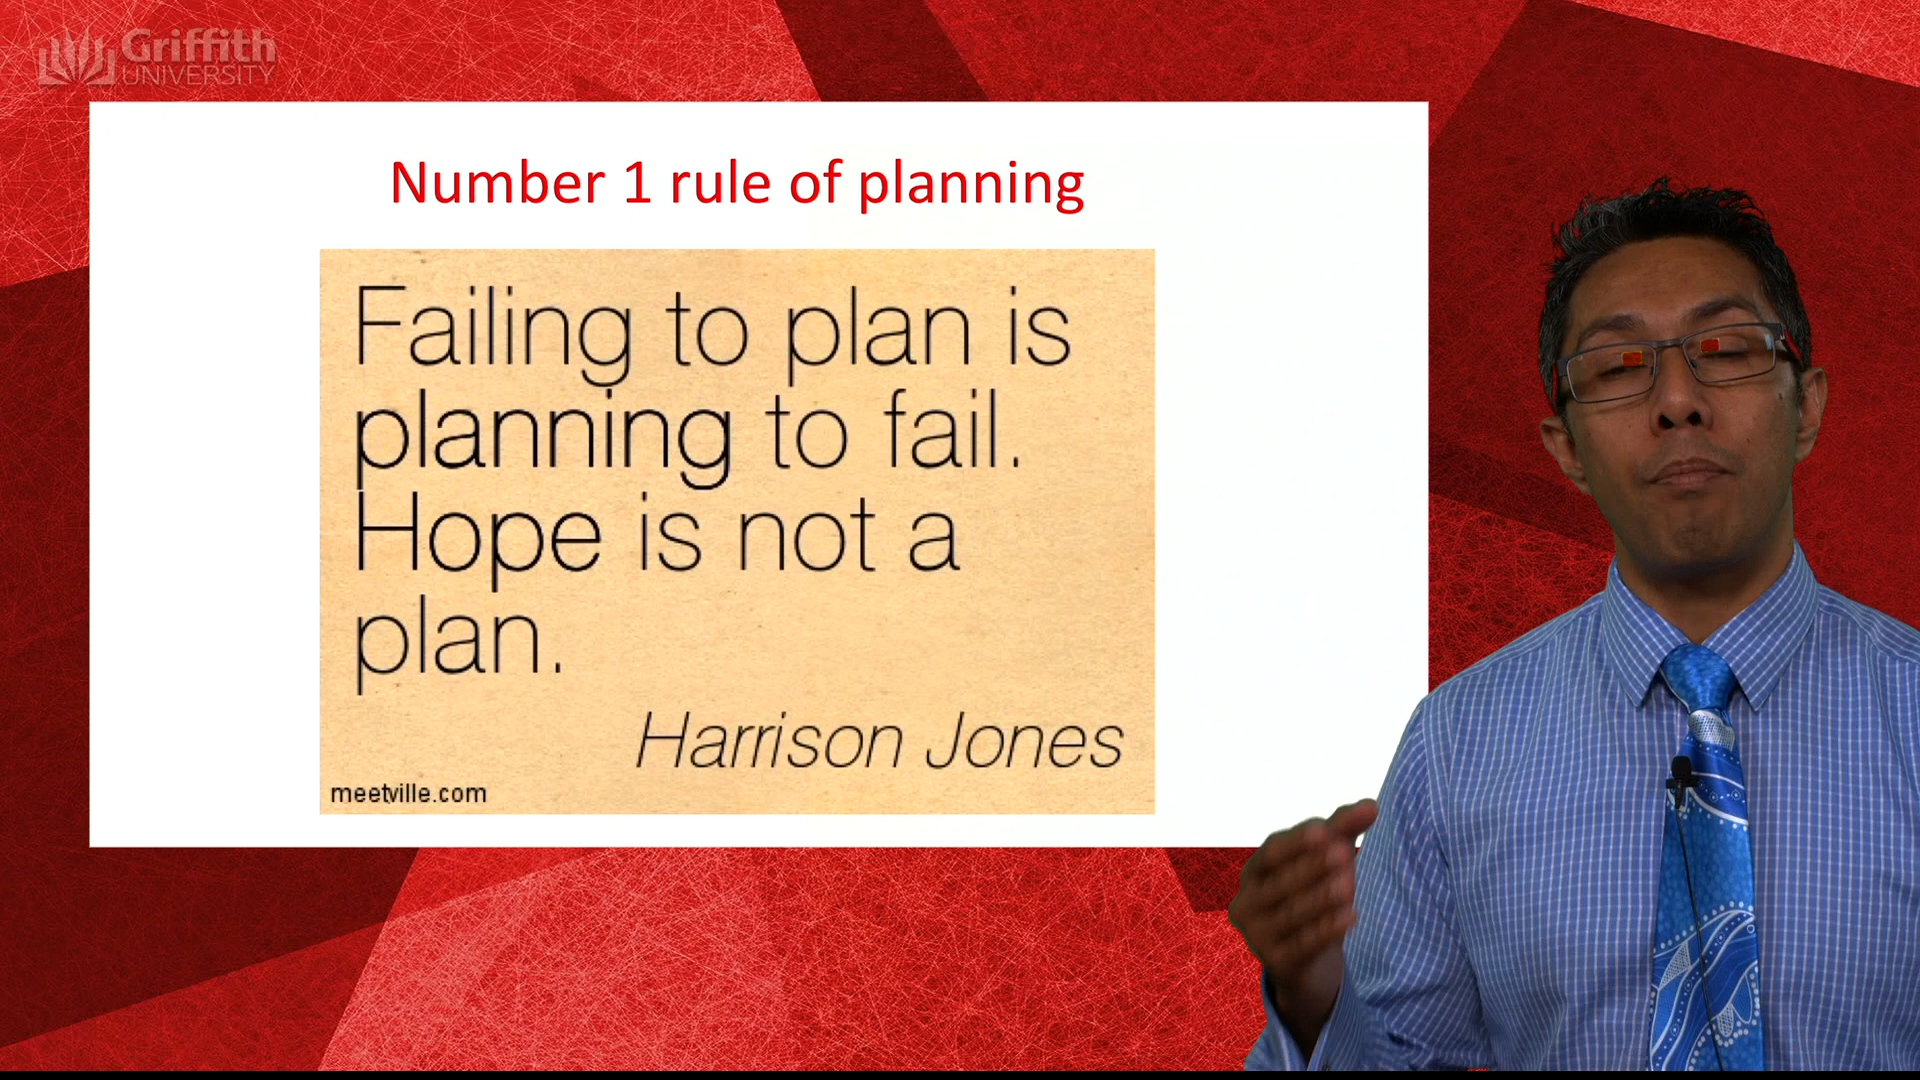 Griffith
UNIVERSITY
Number 1 rule of planning
Failing to plan is
planning to fail.
Hope is not a
plan.
Harrison Jones
meetville.com